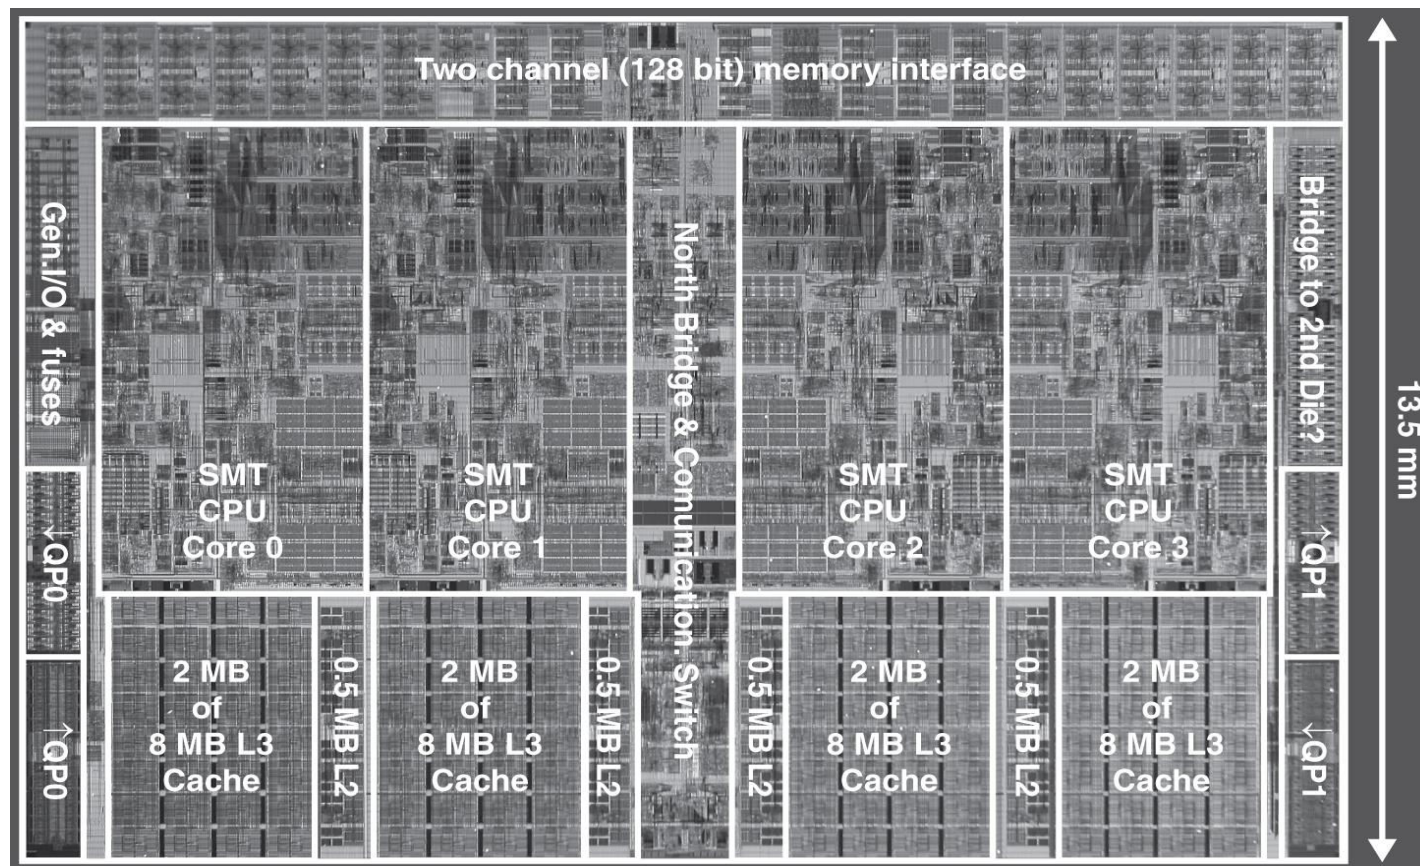 Two channel (128 bit) memory interface
Gen.I/O & fuses
SMT
CPU
Core 0
SMT
CPU
Core 1
North Bridge & Comunication. Switch
SMT
CPU
Core 2
SMT
CPU
Core 3
Bridge to 2nd Die?
13.5 mm
↓QP0
↑QP0
2 MB
of
8 MB L3
Cache
0.5 MB L2
2 MB
of
8 MB L3
Cache
0.5 MB L2
0.5 MB L2
2 MB
of
8 MB L3
Cache
0.5 MB L2
2 MB
of
8 MB L3
Cache
↑QP1
↓QP1